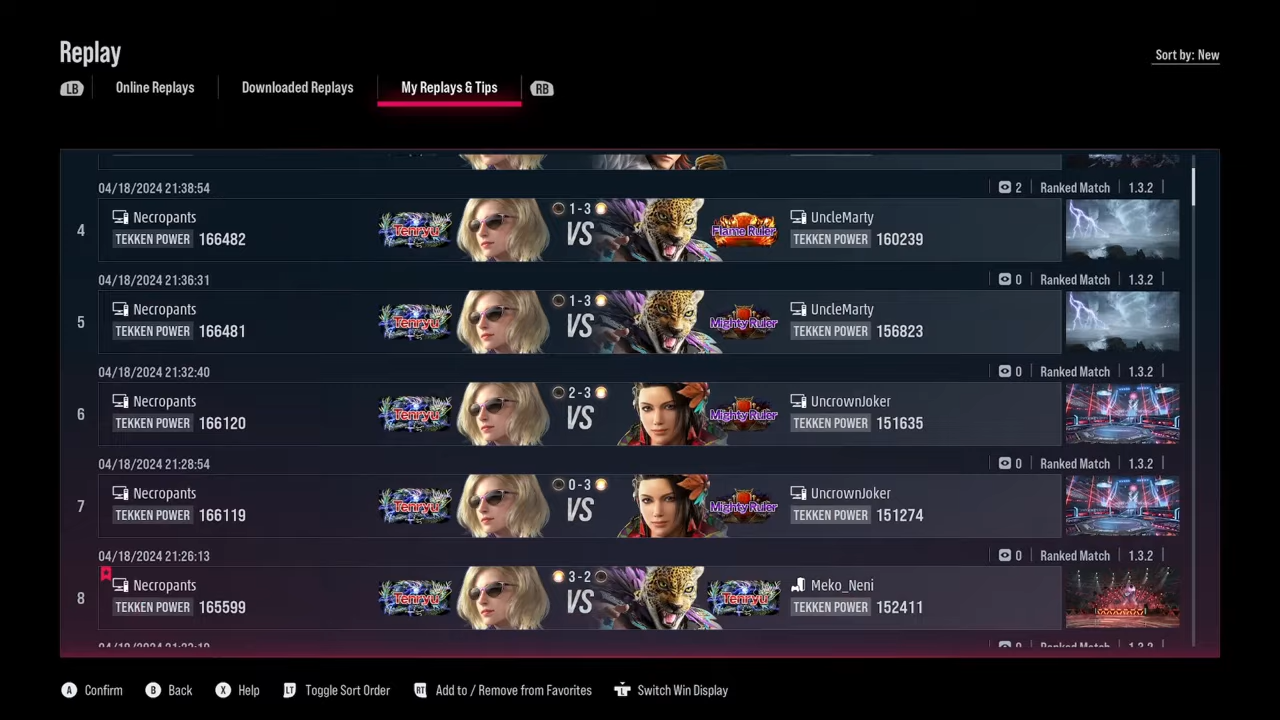 Replay
Sort by: New
LB Online Replays Downloaded Replays My Replays & Tips RB
04/18/2024 21:38:54 2 Ranked Match 1.3.2
4 Necropants TEKKEN POWER 166482 Tenryu 1-3 VS Flame Ruler UncleMarty TEKKEN POWER 160239
04/18/2024 21:36:31 0 Ranked Match 1.3.2
5 Necropants TEKKEN POWER 166481 Tenryu 1-3 VS Mighty Ruler UncleMarty TEKKEN POWER 156823
04/18/2024 21:32:40 0 Ranked Match 1.3.2
6 Necropants TEKKEN POWER 166120 Tenryu 2-3 VS Mighty Ruler UncrownJoker TEKKEN POWER 151635
04/18/2024 21:28:54 0 Ranked Match 1.3.2
7 Necropants TEKKEN POWER 166119 Tenryu 0-3 VS Mighty Ruler UncrownJoker TEKKEN POWER 151274
04/18/2024 21:26:13 0 Ranked Match 1.3.2
8 Necropants TEKKEN POWER 165599 Tenryu 3-2 VS Tenryu Meko_Neni TEKKEN POWER 152411
Ranked Match 1.3.2
A Confirm B Back X Help LT Toggle Sort Order RT Add to / Remove from Favorites L Switch Win Display